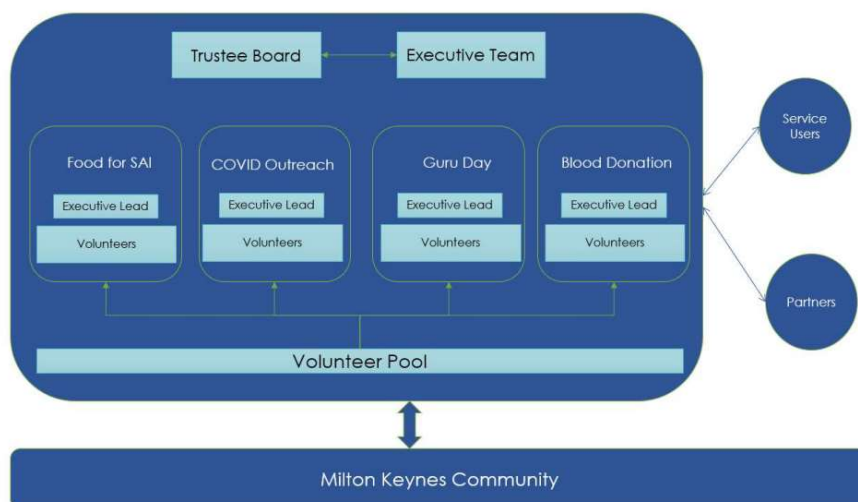 Trustee Board
Executive Team
Food for SAI
COVID Outreach
Guru Day
Blood Donation
Executive Lead
Executive Lead
Executive Lead
Executive Lead
Volunteers
Volunteers
Volunteers
Volunteers
Volunteer Pool
Service
Users
Partners
Milton Keynes Community